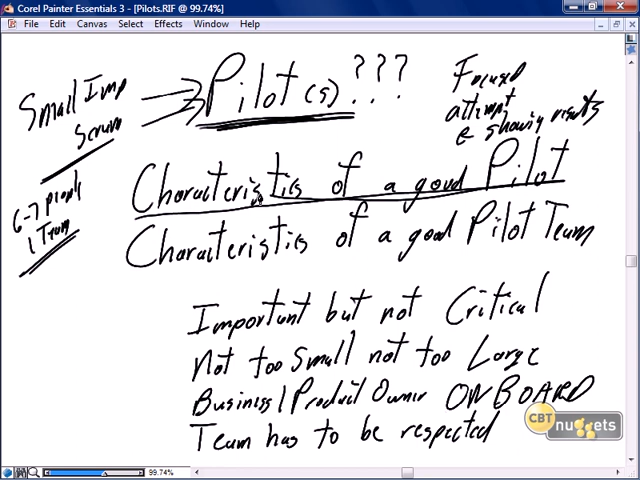 Corel Painter Essentials 3 - [Pilots.RIF @ 99.74%]
File Edit Canvas Select Effects Window Help
Small Imp
Scrum
Pilot(s)???
Focused
attempt
@ showing results
6-7 people
1 Team
Characteristics of a good Pilot
Characteristics of a good Pilot Team
Important but not Critical
Not too Small not too Large
Business/Product Owner ONBOARD
Team has to be respected
CBT nuggets
99.74%